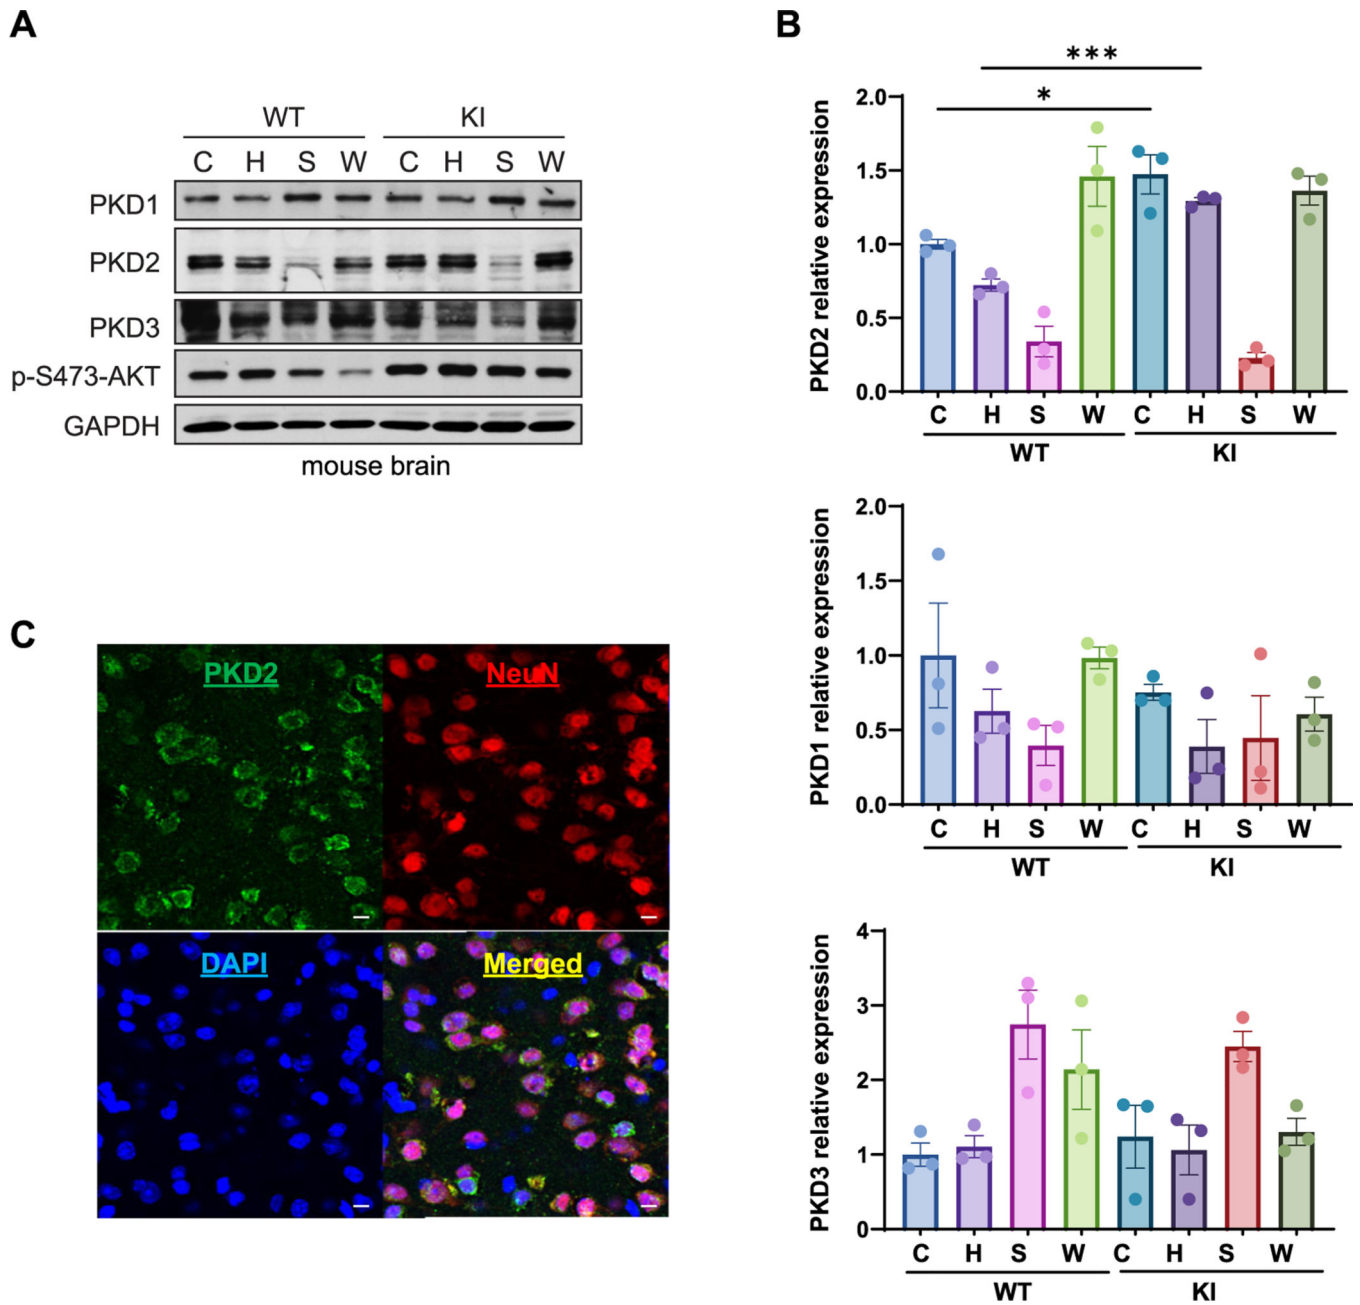 A
WT KI
C H S W C H S W
PKD1
PKD2
PKD3
p-S473-AKT
GAPDH
mouse brain
B
***
*
PKD2 relative expression
2.0
1.5
1.0
0.5
0.0
C H S W C H S W
WT KI
PKD1 relative expression
2.0
1.5
1.0
0.5
0.0
C H S W C H S W
WT KI
PKD3 relative expression
4
3
2
1
0
C H S W C H S W
WT KI
C
PKD2 NeuN
DAPI Merged